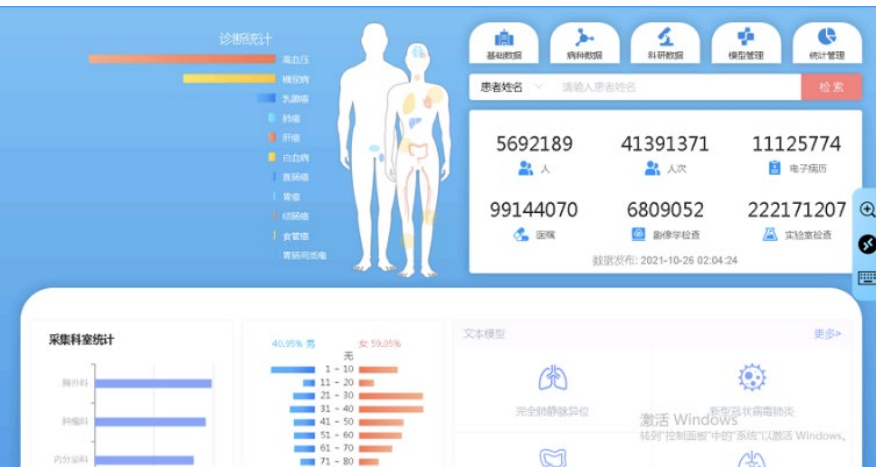 诊断统计
高血压
糖尿病
乳腺癌
肺癌
肝癌
白血病
直肠癌
胃癌
结肠癌
食管癌
胃肠间质瘤
基础数据
病种数据
科研数据
模型管理
统计管理
患者姓名
请输入患者姓名
检索
5692189
人
41391371
人次
11125774
电子病历
99144070
医嘱
6809052
影像学检查
222171207
实验室检查
数据发布: 2021-10-26 02:04:24
采集科室统计
胸外科
肿瘤科
内分泌科
40.95% 男
女 59.05%
无
1 - 10
11 - 20
21 - 30
31 - 40
41 - 50
51 - 60
61 - 70
71 - 80
文本模型
更多>
完全肺静脉异位
新型冠状病毒肺炎
激活 Windows
转到"控制面板"中的"系统"以激活 Windows。